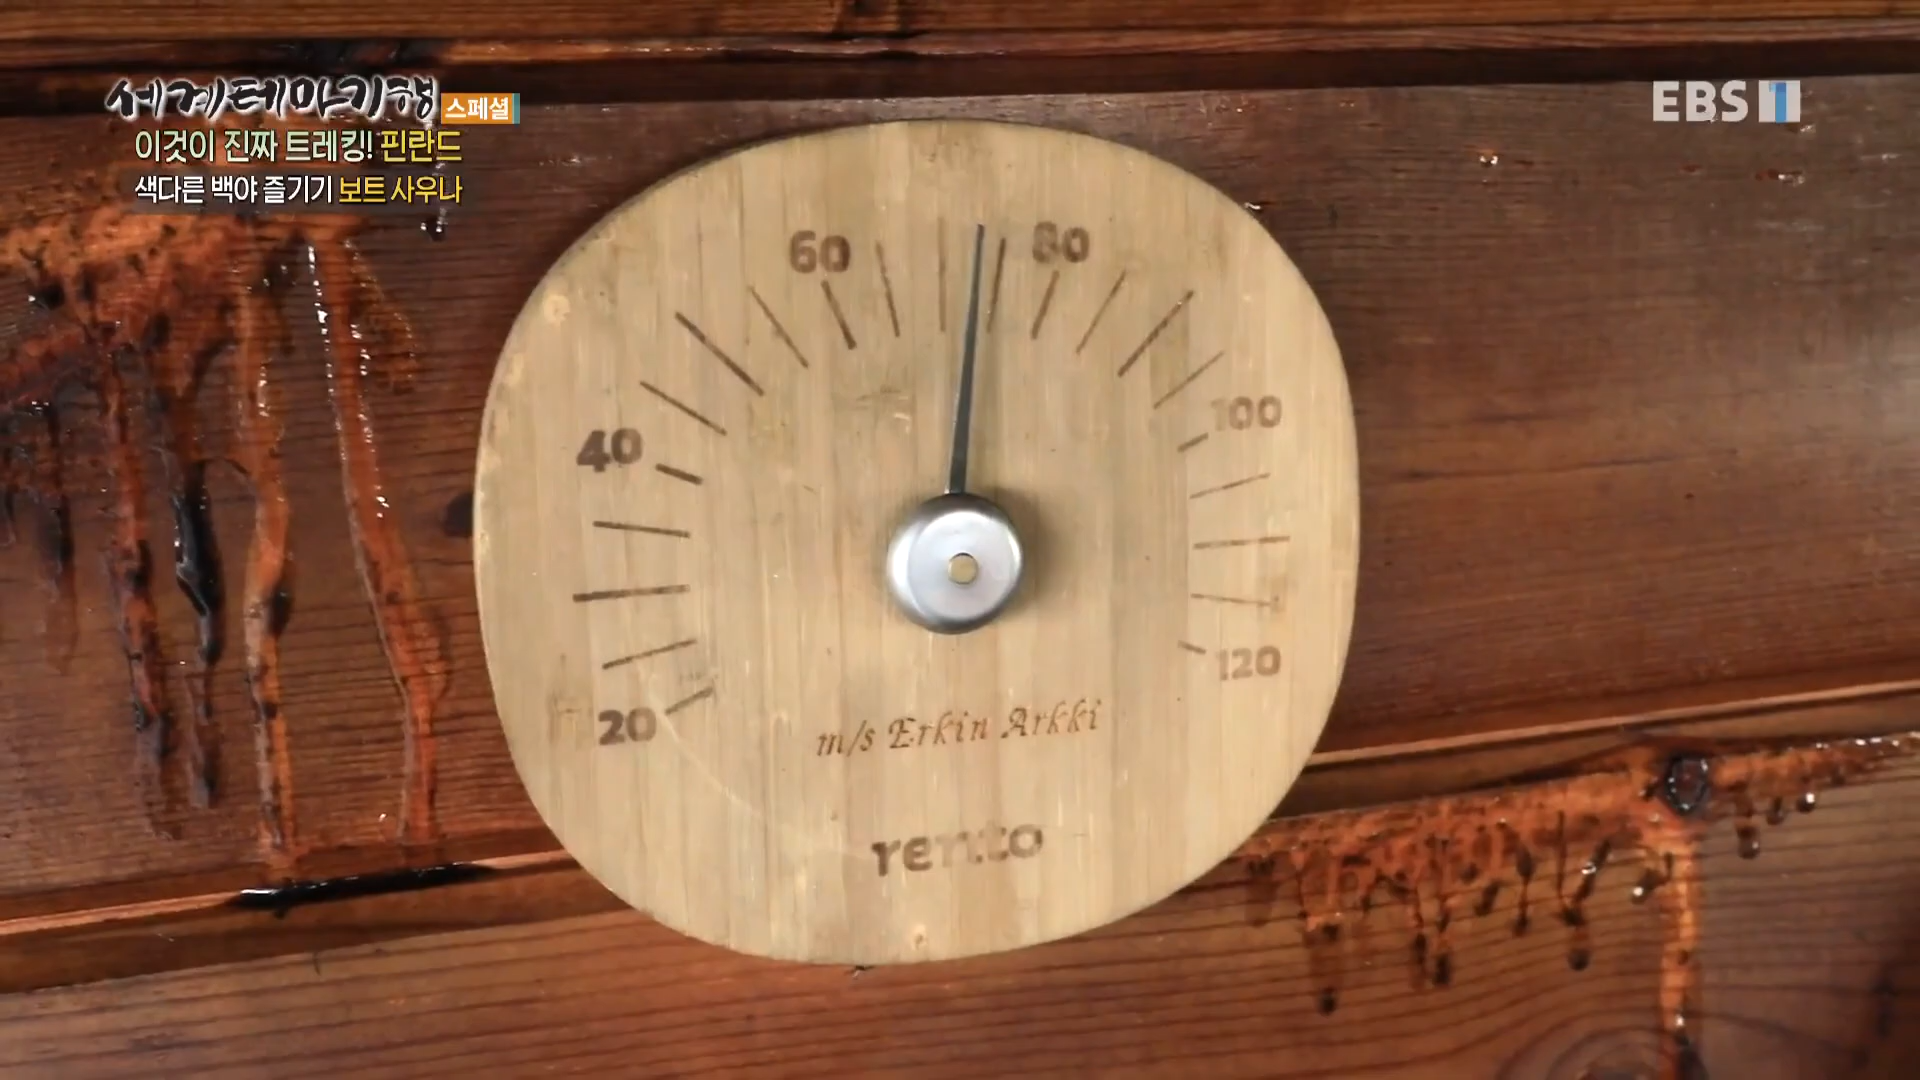 세계테마기행 스페셜
EBS 1
이것이 진짜 트레킹! 핀란드
색다른 백야 즐기기 보트 사우나
60
80
40
100
20
120
m/s Erkin Arkki
rento